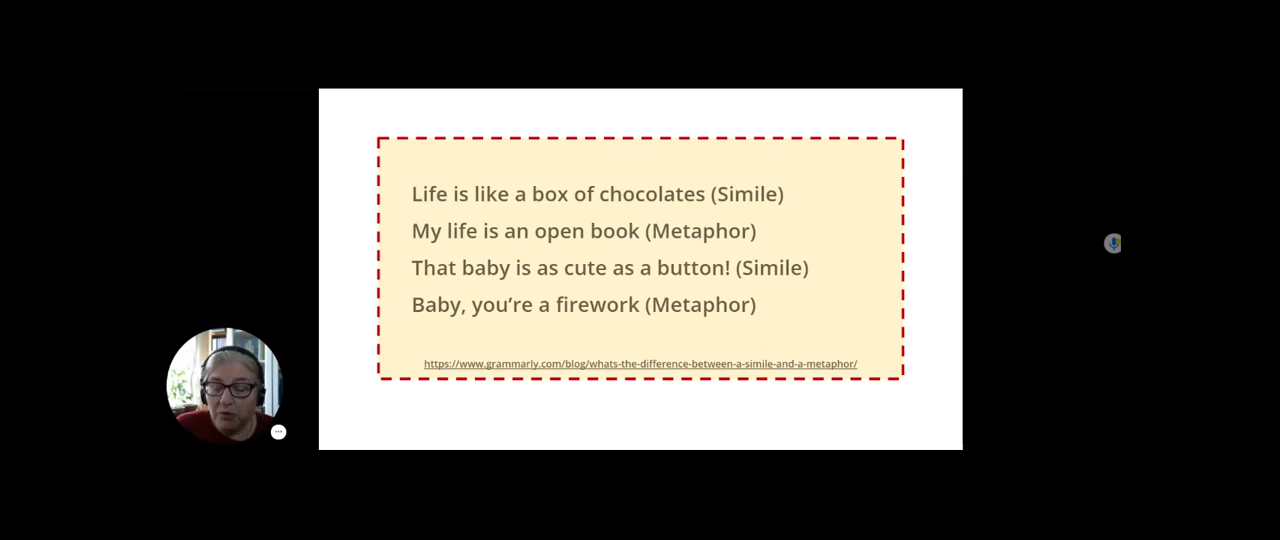 Life is like a box of chocolates (Simile)
My life is an open book (Metaphor)
That baby is as cute as a button! (Simile)
Baby, you’re a firework (Metaphor)
https://www.grammarly.com/blog/whats-the-difference-between-a-simile-and-a-metaphor/